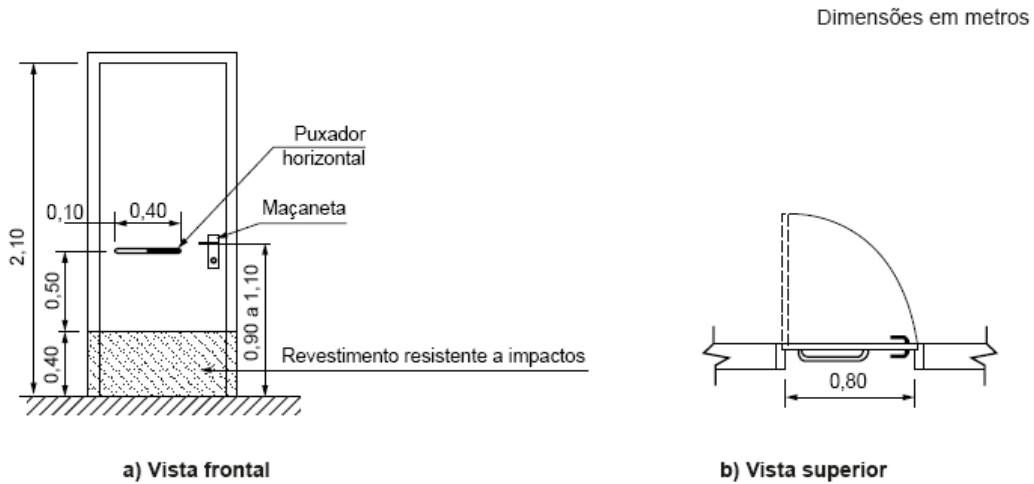 Dimensões em metros
Puxador
horizontal
0,10
0,40
Maçaneta
2,10
0,50
0,90 a 1,10
0,40
Revestimento resistente a impactos
0,80
a) Vista frontal
b) Vista superior